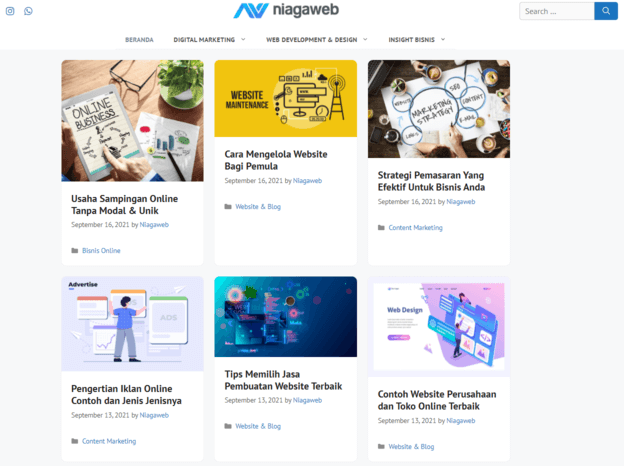 niagaweb
Search ...
BERANDA
DIGITAL MARKETING
WEB DEVELOPMENT & DESIGN
INSIGHT BISNIS
ONLINE
BUSINESS
WEBSITE
MAINTENANCE
MARKETING
STRATEGY
SEO
CONTENT
Usaha Sampingan Online
Tanpa Modal & Unik
September 16, 2021 by Niagaweb
Bisnis Online
Cara Mengelola Website
Bagi Pemula
September 16, 2021 by Niagaweb
Website & Blog
Strategi Pemasaran Yang
Efektif Untuk Bisnis Anda
September 16, 2021 by Niagaweb
Content Marketing
Advertise
ADS
Web Design
Pengertian Iklan Online
Contoh dan Jenis Jenisnya
September 13, 2021 by Niagaweb
Content Marketing
Tips Memilih Jasa
Pembuatan Website Terbaik
September 13, 2021 by Niagaweb
Website & Blog
Contoh Website Perusahaan
dan Toko Online Terbaik
September 13, 2021 by Niagaweb
Website & Blog